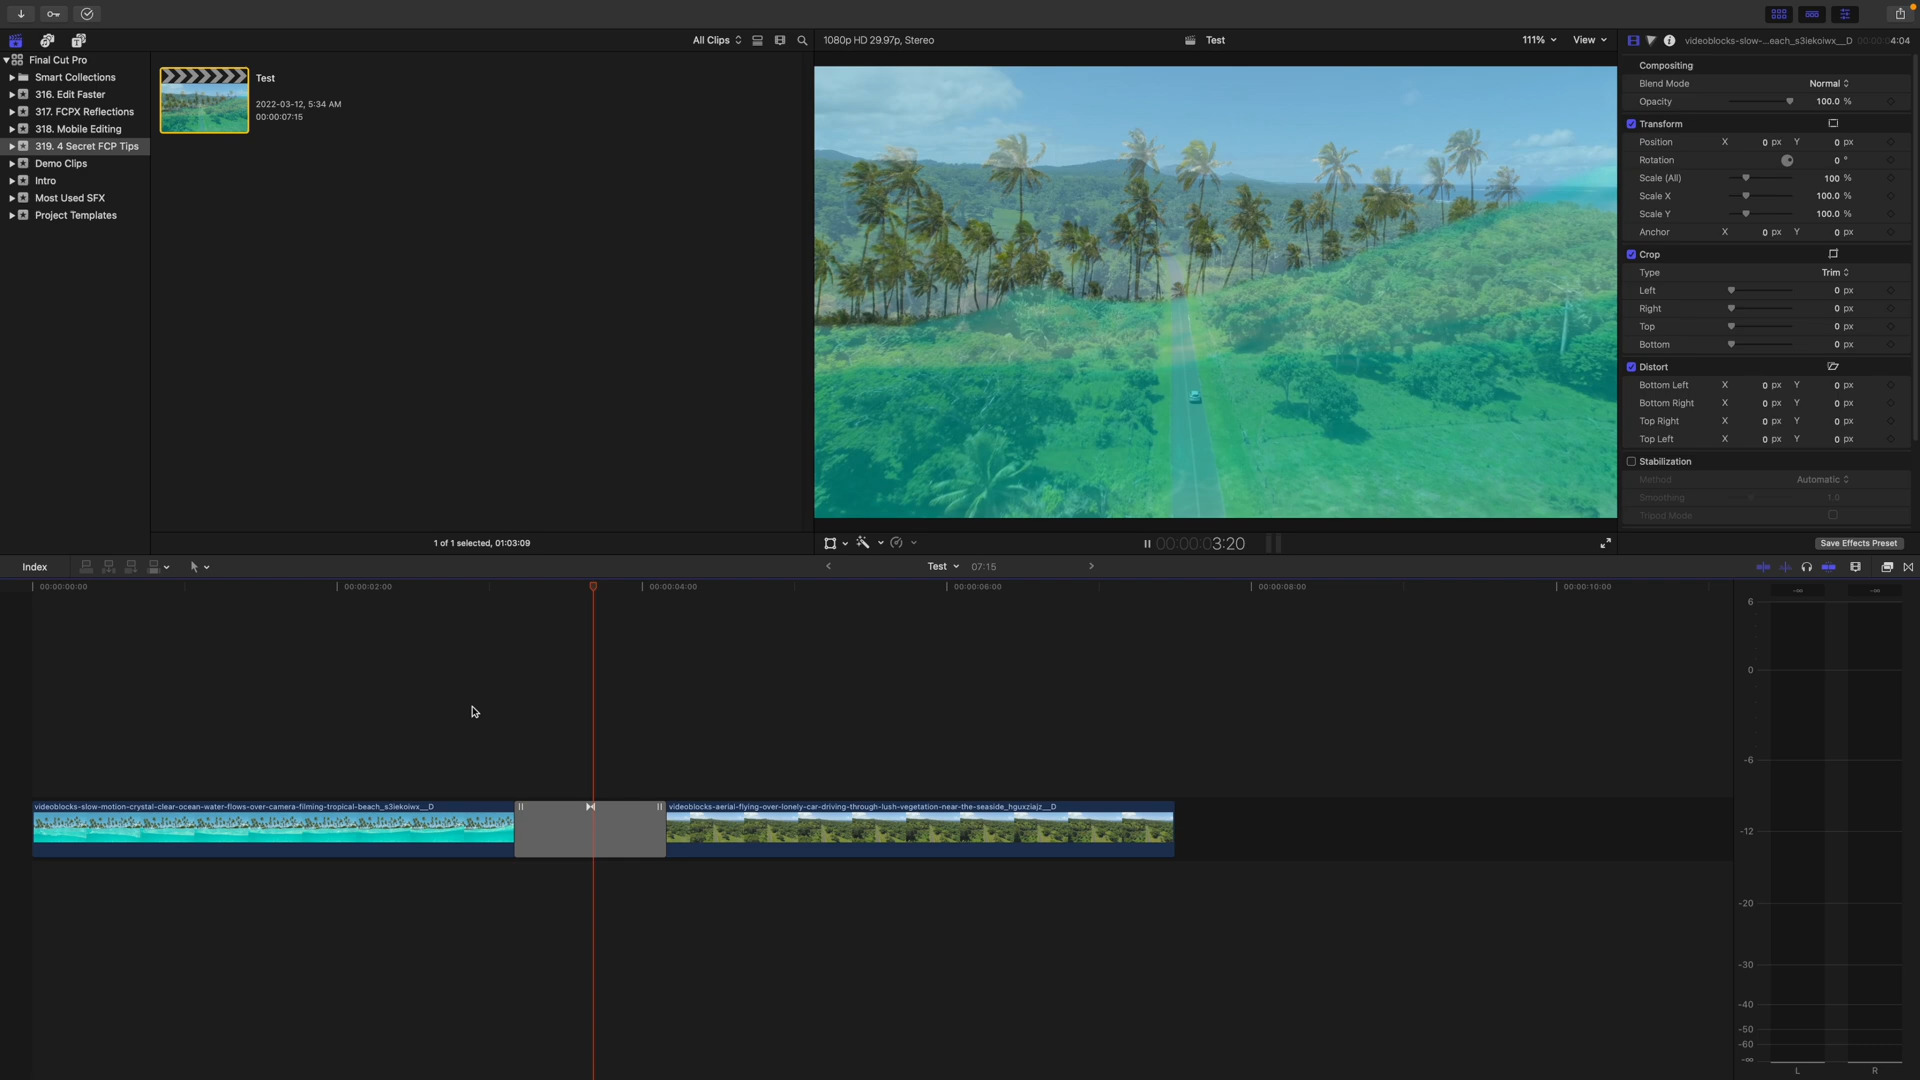 All Clips
1080p HD 29.97p, Stereo
Test
111%
View
videoblocks-slow-...each_s3iekoiwx__D
00:00:04:04
Final Cut Pro
Smart Collections
316. Edit Faster
317. FCPX Reflections
318. Mobile Editing
319. 4 Secret FCP Tips
Demo Clips
Intro
Most Used SFX
Project Templates
Test
2022-03-12, 5:34 AM
00:00:07:15
1 of 1 selected, 01:03:09
00:00:00:03:20
Compositing
Blend Mode Normal
Opacity 100.0 %
Transform
Position X 0 px Y 0 px
Rotation 0 °
Scale (All) 100 %
Scale X 100.0 %
Scale Y 100.0 %
Anchor X 0 px Y 0 px
Crop
Type Trim
Left 0 px
Right 0 px
Top 0 px
Bottom 0 px
Distort
Bottom Left X 0 px Y 0 px
Bottom Right X 0 px Y 0 px
Top Right X 0 px Y 0 px
Top Left X 0 px Y 0 px
Stabilization
Method Automatic
Smoothing 1.0
Tripod Mode
Save Effects Preset
Index
Test 07:15
00:00:00:00 00:00:02:00 00:00:04:00 00:00:06:00 00:00:08:00 00:00:10:00
videoblocks-slow-motion-crystal-clear-ocean-water-flows-over-camera-filming-tropical-beach_s3iekoiwx__D
videoblocks-aerial-flying-over-lonely-car-driving-through-lush-vegetation-near-the-seaside_hguxziajz__D
-∞ -∞
6
0
-6
-12
-20
-30
-40
-50
-60
-∞
L R